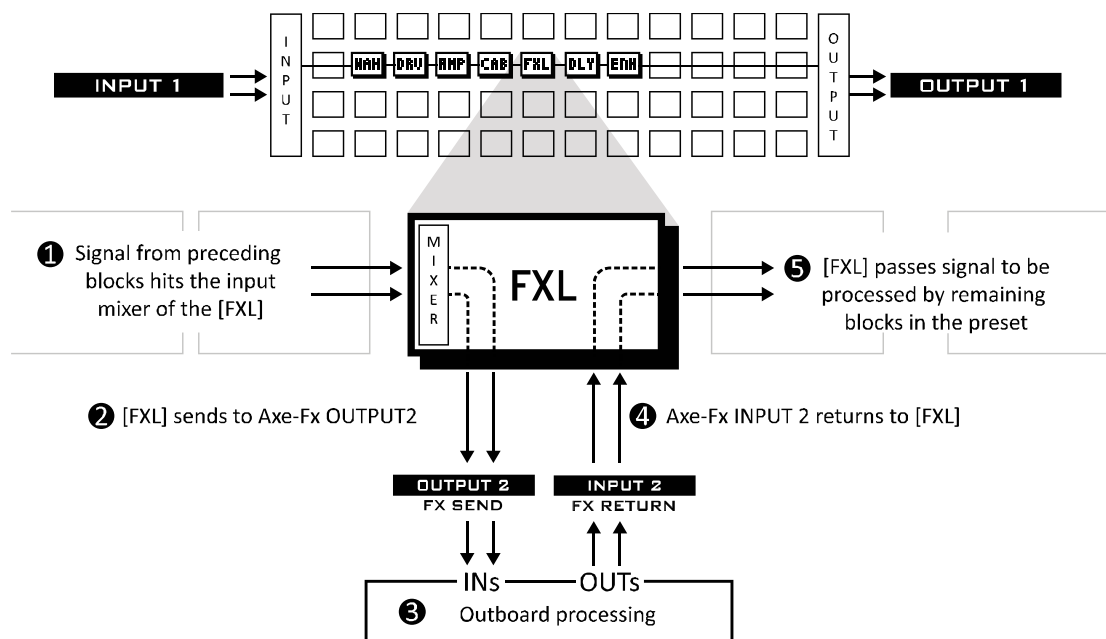 INPUT 1
INPUT
WAH DRV AMP CAB FXL DLY ENH
OUTPUT
OUTPUT 1
❶ Signal from preceding
blocks hits the input
mixer of the [FXL]
MIXER
FXL
❺ [FXL] passes signal to be
processed by remaining
blocks in the preset
❷ [FXL] sends to Axe-Fx OUTPUT2
❹ Axe-Fx INPUT 2 returns to [FXL]
OUTPUT 2
FX SEND
INPUT 2
FX RETURN
INs
OUTs
❸ Outboard processing